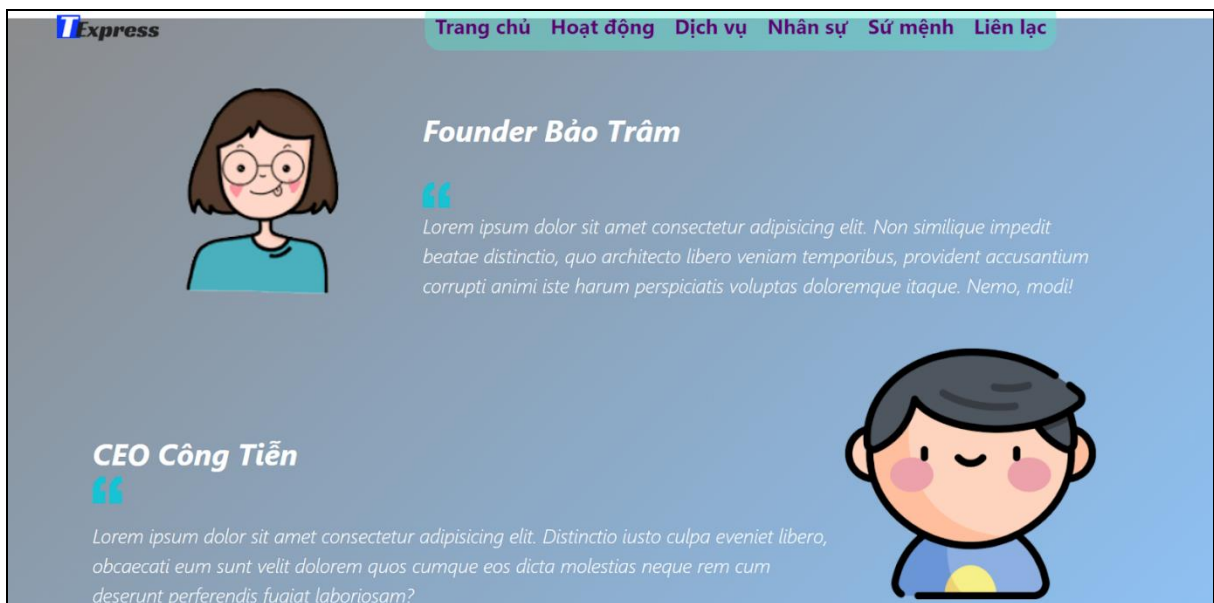 TExpress
Trang chủ Hoạt động Dịch vụ Nhân sự Sứ mệnh Liên lạc
Founder Bảo Trâm
Lorem ipsum dolor sit amet consectetur adipisicing elit. Non similique impedit
beatae distinctio, quo architecto libero veniam temporibus, provident accusantium
corrupti animi iste harum perspiciatis voluptas doloremque itaque. Nemo, modi!
CEO Công Tiễn
Lorem ipsum dolor sit amet consectetur adipisicing elit. Distinctio iusto culpa eveniet libero,
obcaecati eum sunt velit dolorem quos cumque eos dicta molestias neque rem cum
deserunt perferendis fugiat laboriosam?